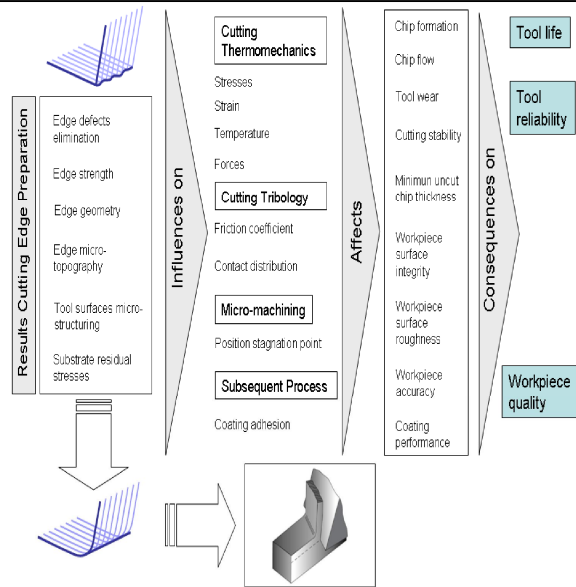 Results Cutting Edge Preparation
Edge defects
elimination
Edge strength
Edge geometry
Edge micro-
topography
Tool surfaces micro-
structuring
Substrate residual
stresses
Influences on
Cutting
Thermomechanics
Stresses
Strain
Temperature
Forces
Cutting Tribology
Friction coefficient
Contact distribution
Micro-machining
Position stagnation point
Subsequent Process
Coating adhesion
Affects
Chip formation
Chip flow
Tool wear
Cutting stability
Minimun uncut
chip thickness
Workpiece
surface
integrity
Workpiece
surface
roughness
Workpiece
accuracy
Coating
performance
Consequences on
Tool life
Tool
reliability
Workpiece
quality